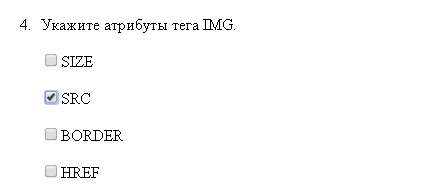 4. Укажите атрибуты тега IMG.
SIZE
SRC
BORDER
HREF